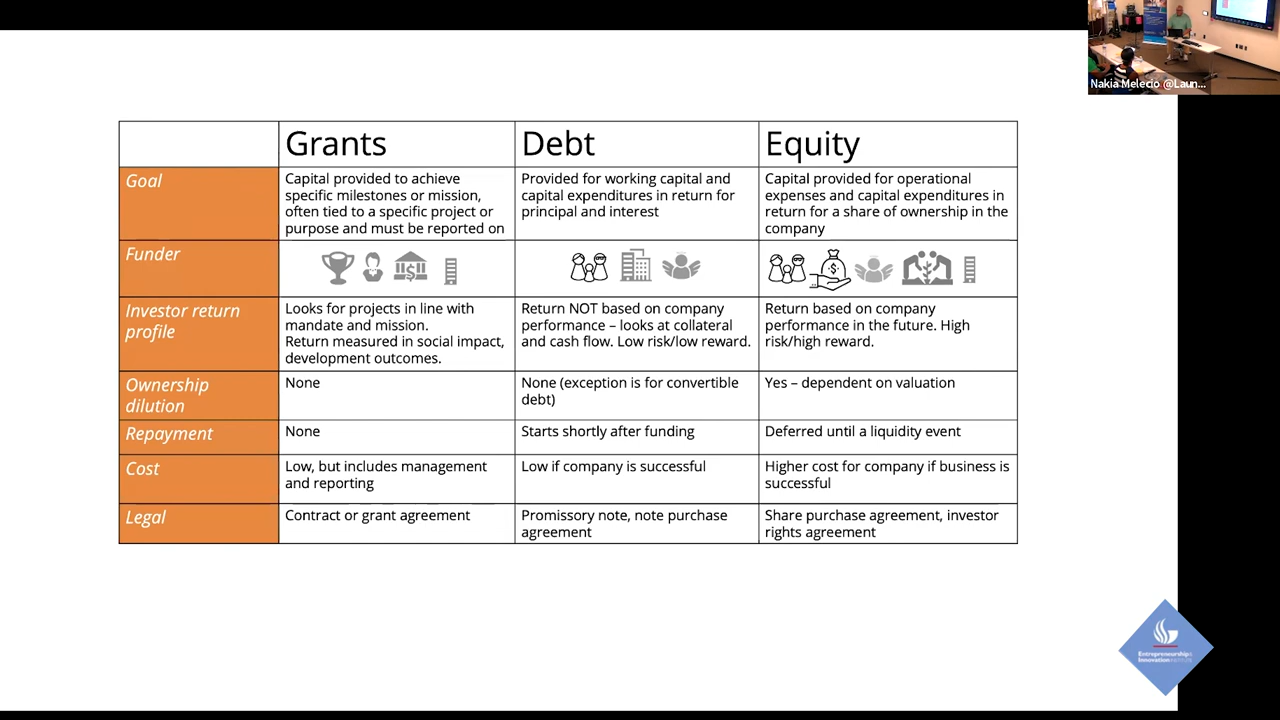 Nakia Melecio @Laun...
Grants
Debt
Equity
Goal
Capital provided to achieve
specific milestones or mission,
often tied to a specific project or
purpose and must be reported on
Provided for working capital and
capital expenditures in return for
principal and interest
Capital provided for operational
expenses and capital expenditures in
return for a share of ownership in the
company
Funder
Investor return
profile
Looks for projects in line with
mandate and mission.
Return measured in social impact,
development outcomes.
Return NOT based on company
performance – looks at collateral
and cash flow. Low risk/low reward.
Return based on company
performance in the future. High
risk/high reward.
Ownership
dilution
None
None (exception is for convertible
debt)
Yes – dependent on valuation
Repayment
None
Starts shortly after funding
Deferred until a liquidity event
Cost
Low, but includes management
and reporting
Low if company is successful
Higher cost for company if business is
successful
Legal
Contract or grant agreement
Promissory note, note purchase
agreement
Share purchase agreement, investor
rights agreement
Entrepreneurship
Innovation